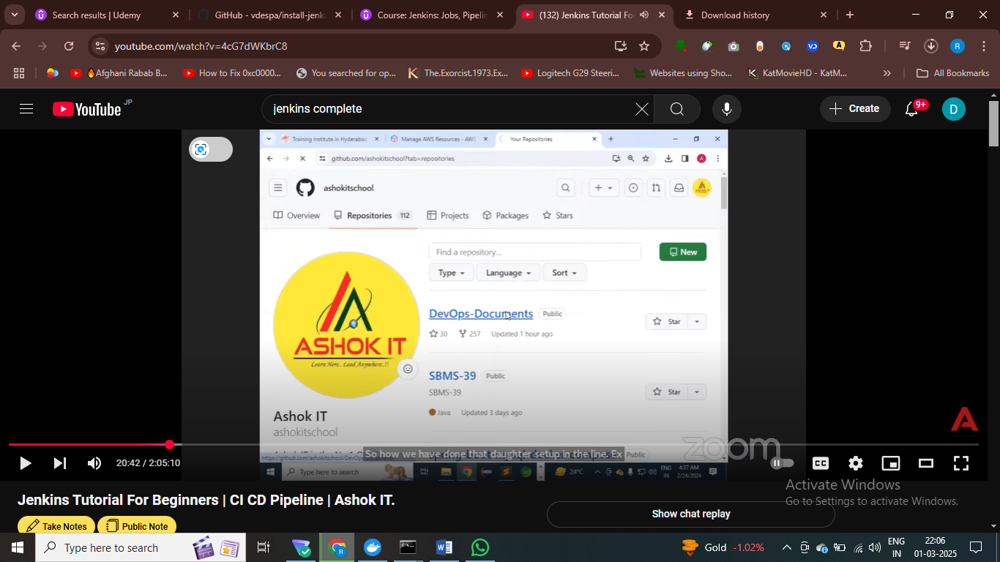 Search results | Udemy
GitHub - vdespa/install-jenki
Course: Jenkins: Jobs, Pipelin
(132) Jenkins Tutorial Fo
Download history
youtube.com/watch?v=4cG7dWKbrC8
R
🔥Afghani Rabab B...
How to Fix 0xc0000...
You searched for op...
The.Exorcist.1973.Ex...
Logitech G29 Steeri...
Websites using Sho...
KatMovieHD - KatM...
»
All Bookmarks
YouTube JP
jenkins complete
Create
9+
D
Training Institute in Hyderabad
Manage AWS Resources - AWS
Your Repositories
github.com/ashokitschool?tab=repositories
ashokitschool
Overview
Repositories 112
Projects
Packages
Stars
Find a repository...
New
Type
Language
Sort
DevOps-Documents Public
Star
30
257
Updated 1 hour ago
ASHOK IT
Learn Here.. Lead Anywhere..!!
SBMS-39 Public
SBMS-39
Star
Java Updated 3 days ago
Ashok IT
ashokitschool
zoom
So how we have done that daughter setup in the line. Ex
Public
Type here to search
24°C
ENG
IN
4:37 AM
2/24/2024
20:42 / 2:05:10
CC
Activate Windows
Go to Settings to activate Windows.
Jenkins Tutorial For Beginners | CI CD Pipeline | Ashok IT.
Take Notes
Public Note
Show chat replay
Type here to search
Gold -1.02%
ENG
IN
22:06
01-03-2025